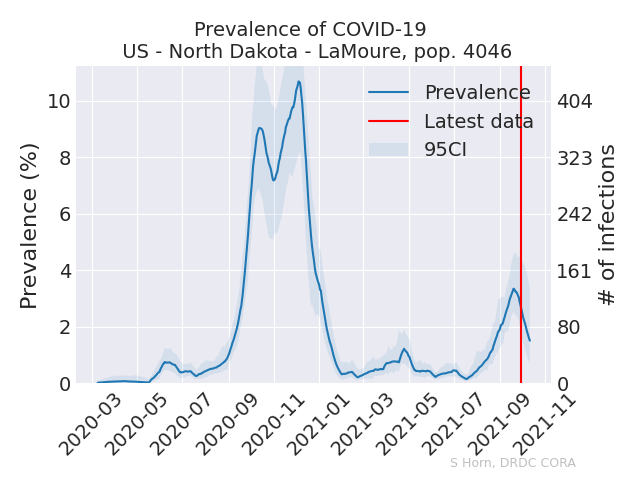 Prevalence of COVID-19
US - North Dakota - LaMoure, pop. 4046
Prevalence
Latest data
95CI
Prevalence (%)
10
8
6
4
2
0
404
323
242
161
80
0
# of infections
2020-03
2020-05
2020-07
2020-09
2020-11
2021-01
2021-03
2021-05
2021-07
2021-09
2021-11
S Horn, DRDC CORA